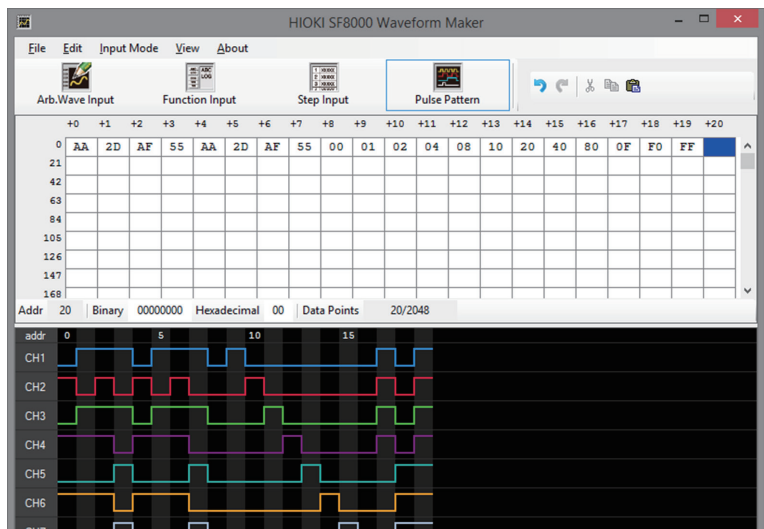 HIOKI SF8000 Waveform Maker
File Edit Input Mode View About
Arb.Wave Input Function Input Step Input Pulse Pattern
+0 +1 +2 +3 +4 +5 +6 +7 +8 +9 +10 +11 +12 +13 +14 +15 +16 +17 +18 +19 +20
0 AA 2D AF 55 AA 2D AF 55 00 01 02 04 08 10 20 40 80 0F F0 FF
21
42
63
84
105
126
147
168
Addr 20 Binary 00000000 Hexadecimal 00 Data Points 20/2048
addr 0 5 10 15
CH1
CH2
CH3
CH4
CH5
CH6